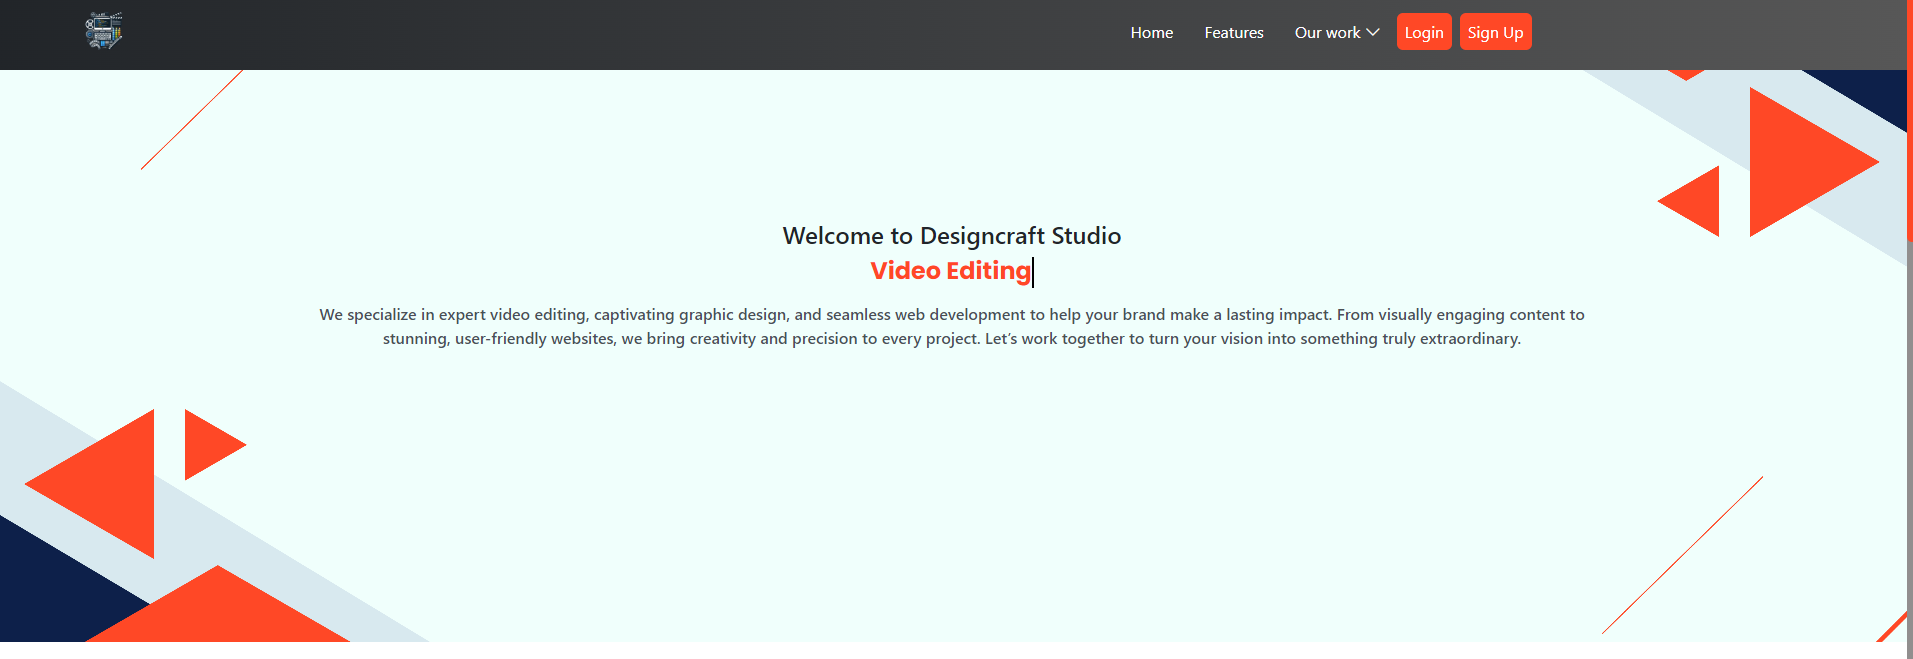 Home Features Our work Login Sign Up
Welcome to Designcraft Studio
Video Editing
We specialize in expert video editing, captivating graphic design, and seamless web development to help your brand make a lasting impact. From visually engaging content to
stunning, user-friendly websites, we bring creativity and precision to every project. Let’s work together to turn your vision into something truly extraordinary.